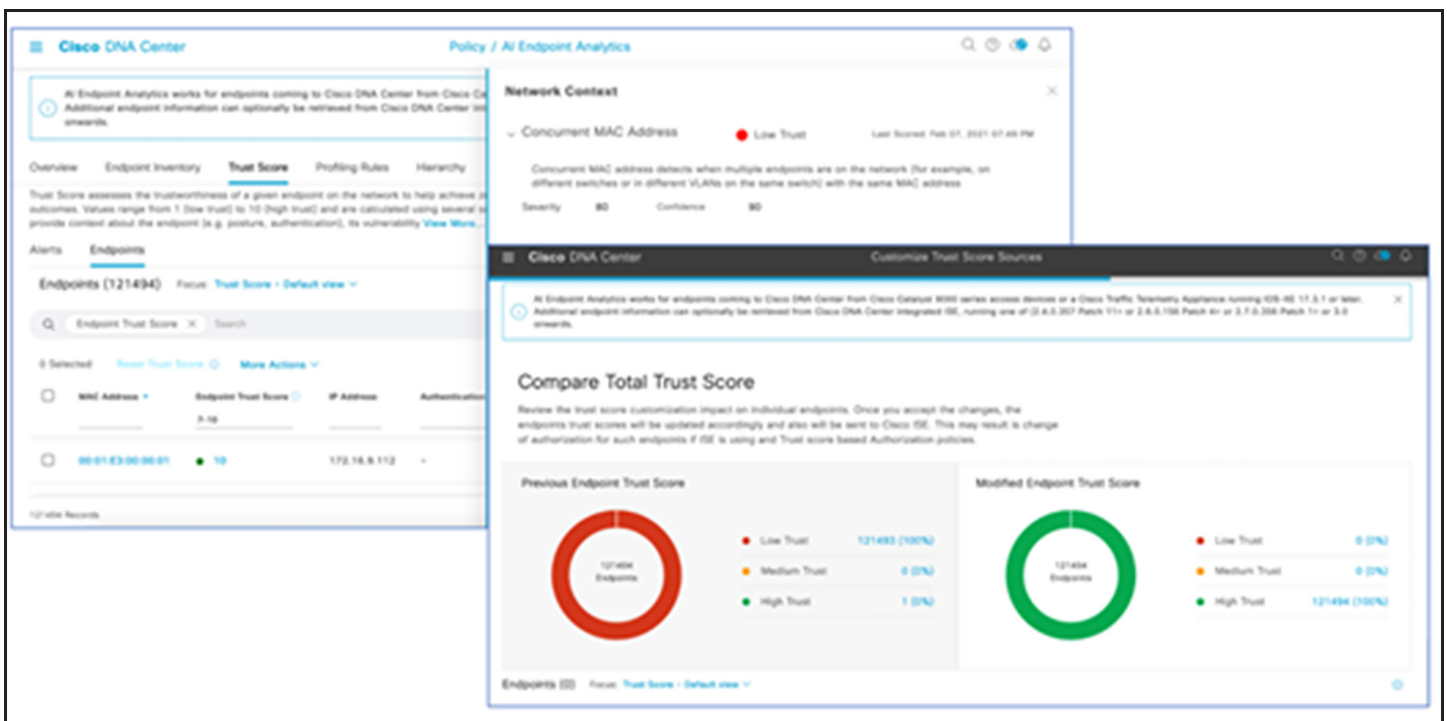 Cisco DNA Center
Policy / AI Endpoint Analytics
AI Endpoint Analytics works for endpoints coming to Cisco DNA Center from Cisco Ca
Additional endpoint information can optionally be retrieved from Cisco DNA Center int
onwards.
Overview Endpoint Inventory Trust Score Profiling Rules Hierarchy
Trust Score assesses the trustworthiness of a given endpoint on the network to help achieve
outcomes. Values range from 1 (low trust) to 10 (high trust) and are calculated using several
provide context about the endpoint (e.g. posture, authentication), its vulnerability View More...
Alerts Endpoints
Endpoints (121494) Focus: Trust Score - Default view
Endpoint Trust Score X Search
0 Selected Reset Trust Score More Actions
MAC Address Endpoint Trust Score IP Address Authentication
7-10
00:01:E3:00:00:01 10 172.16.9.112 -
121494 Records
Network Context
Concurrent MAC Address Low Trust Last Scored: Feb 07, 2021 07:49 PM
Concurrent MAC address detects when multiple endpoints are on the network (for example, on
different switches or in different VLANs on the same switch) with the same MAC address
Severity 80 Confidence 90
Cisco DNA Center Customize Trust Score Sources
AI Endpoint Analytics works for endpoints coming to Cisco DNA Center from Cisco Catalyst 9000 series access devices or a Cisco Traffic Telemetry Appliance running IOS-XE 17.3.1 or later.
Additional endpoint information can optionally be retrieved from Cisco DNA Center integrated ISE, running one of (2.4.0.357 Patch 11+ or 2.6.0.156 Patch 4+ or 2.7.0.356 Patch 1+ or 3.0
onwards.
Compare Total Trust Score
Review the trust score customization impact on individual endpoints. Once you accept the changes, the
endpoints trust scores will be updated accordingly and also will be sent to Cisco ISE. This may result is change
of authorization for such endpoints if ISE is using and Trust score based Authorization policies.
Previous Endpoint Trust Score
121494
Endpoints
Low Trust 121493 (100%)
Medium Trust 0 (0%)
High Trust 1 (0%)
Modified Endpoint Trust Score
121494
Endpoints
Low Trust 0 (0%)
Medium Trust 0 (0%)
High Trust 121494 (100%)
Endpoints (0) Focus: Trust Score - Default view